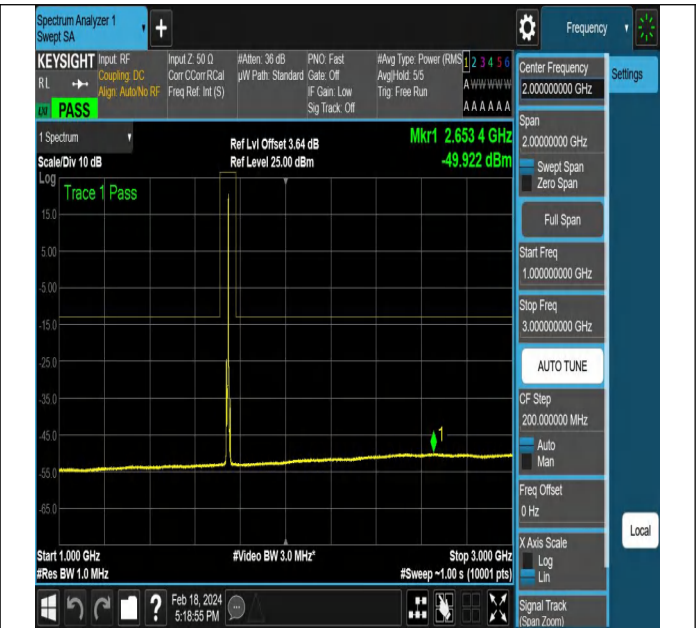 Spectrum Analyzer 1
Swept SA
Frequency
KEYSIGHT
RL
PASS
Input: RF
Coupling: DC
Align: Auto/No RF
Input Z: 50 Ω
Corr CCorr RCal
Freq Ref: Int (S)
#Atten: 36 dB
µW Path: Standard
PNO: Fast
Gate: Off
IF Gain: Low
Sig Track: Off
#Avg Type: Power (RMS
Avg|Hold: 5/5
Trig: Free Run
1 2 3 4 5 6
A W W W W W
A A A A A A
1 Spectrum
Scale/Div 10 dB
Ref Lvl Offset 3.64 dB
Ref Level 25.00 dBm
Mkr1 2.653 4 GHz
-49.922 dBm
Log
Trace 1 Pass
15.0
5.00
-5.00
-15.0
-25.0
-35.0
-45.0
-55.0
-65.0
1
Start 1.000 GHz
#Res BW 1.0 MHz
#Video BW 3.0 MHz*
Stop 3.000 GHz
#Sweep ~1.00 s (10001 pts)
Feb 18, 2024
5:18:55 PM
Center Frequency
2.000000000 GHz
Settings
Span
2.00000000 GHz
Swept Span
Zero Span
Full Span
Start Freq
1.000000000 GHz
Stop Freq
3.000000000 GHz
AUTO TUNE
CF Step
200.000000 MHz
Auto
Man
Freq Offset
0 Hz
Local
X Axis Scale
Log
Lin
Signal Track
(Span Zoom)